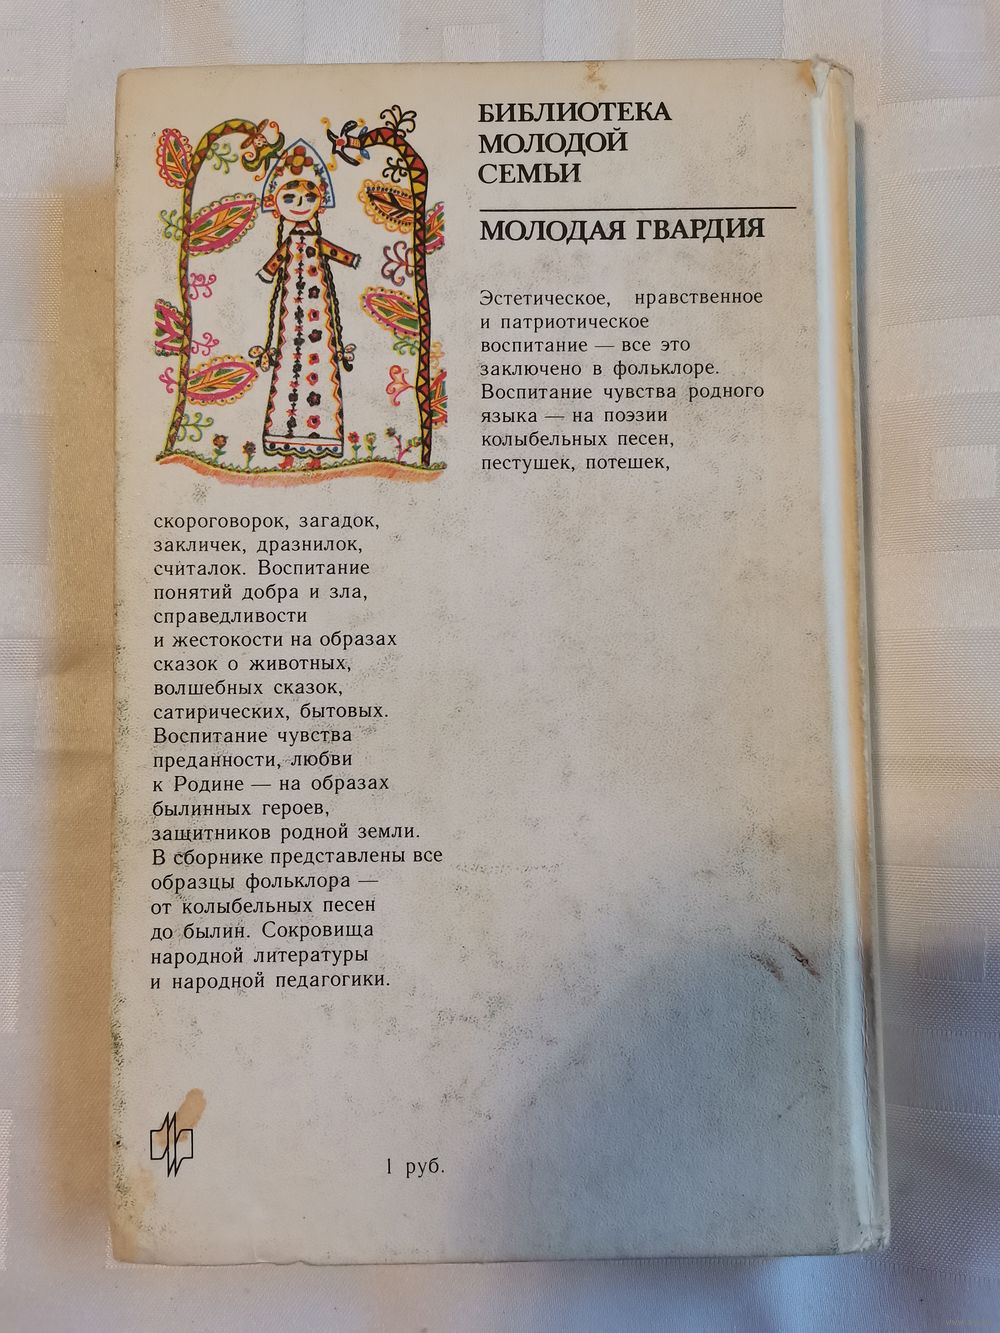 БИБЛИОТЕКА
МОЛОДОЙ
СЕМЬИ
МОЛОДАЯ ГВАРДИЯ
Эстетическое, нравственное
и патриотическое
воспитание — все это
заключено в фольклоре.
Воспитание чувства родного
языка — на поэзии
колыбельных песен,
пестушек, потешек,
скороговорок, загадок,
закличек, дразнилок,
считалок. Воспитание
понятий добра и зла,
справедливости
и жестокости на образах
сказок о животных,
волшебных сказок,
сатирических, бытовых.
Воспитание чувства
преданности, любви
к Родине — на образах
былинных героев,
защитников родной земли.
В сборнике представлены все
образцы фольклора —
от колыбельных песен
до былин. Сокровища
народной литературы
и народной педагогики.
1 руб.